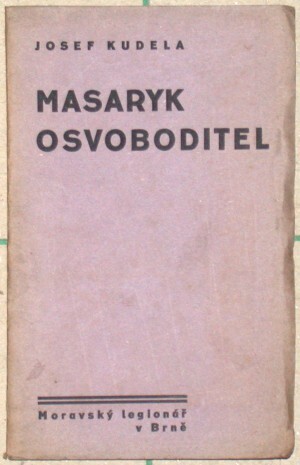 JOSEF KUDELA
MASARYK
OSVOBODITEL
Moravský legionář
v Brně